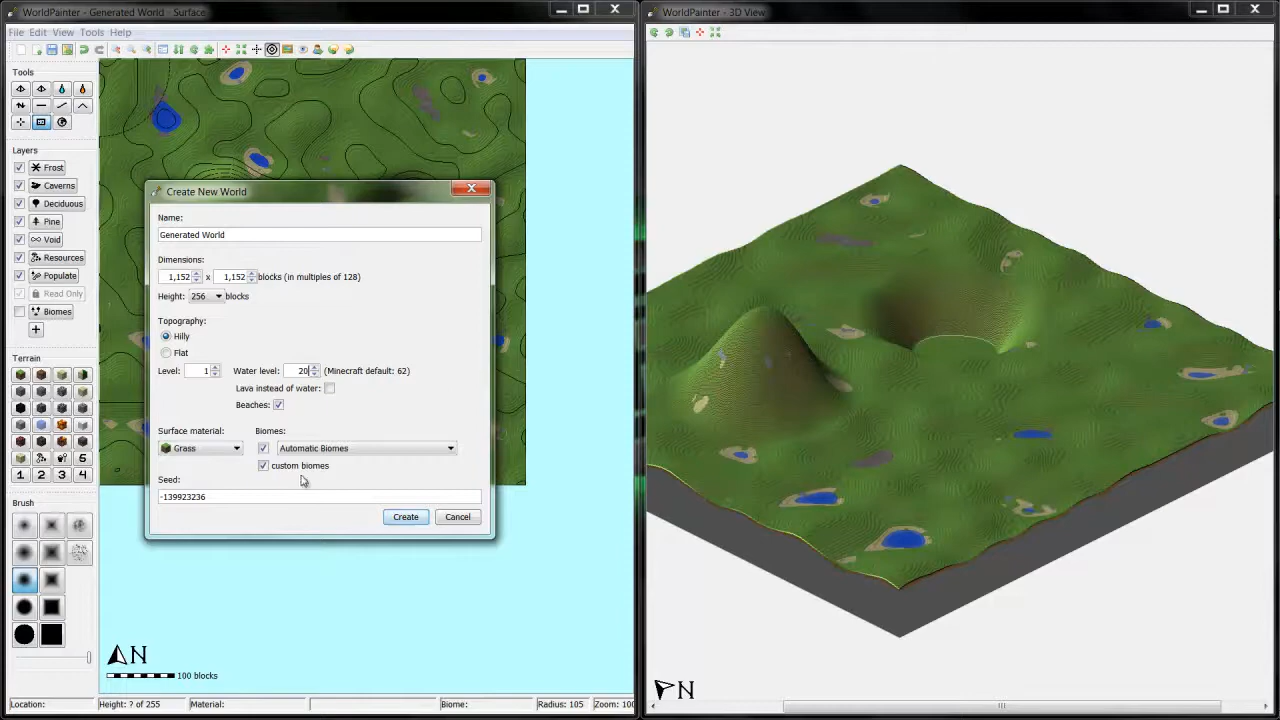 WorldPainter - Generated World - Surface
File Edit View Tools Help
Tools
Layers
Frost
Caverns
Deciduous
Pine
Void
Resources
Populate
Read Only
Biomes
Terrain
5
1 2 3 4
Brush
Create New World
Name:
Generated World
Dimensions:
1,152 x 1,152 blocks (in multiples of 128)
Height: 256 blocks
Topography:
Hilly
Flat
Level: 1 Water level: 20 (Minecraft default: 62)
Lava instead of water:
Beaches:
Surface material: Biomes:
Grass Automatic Biomes
custom biomes
Seed:
-139923236
Create Cancel
N
100 blocks
Location: Height: ? of 255 Material: Biome: Radius: 105 Zoom: 100
WorldPainter - 3D View
N